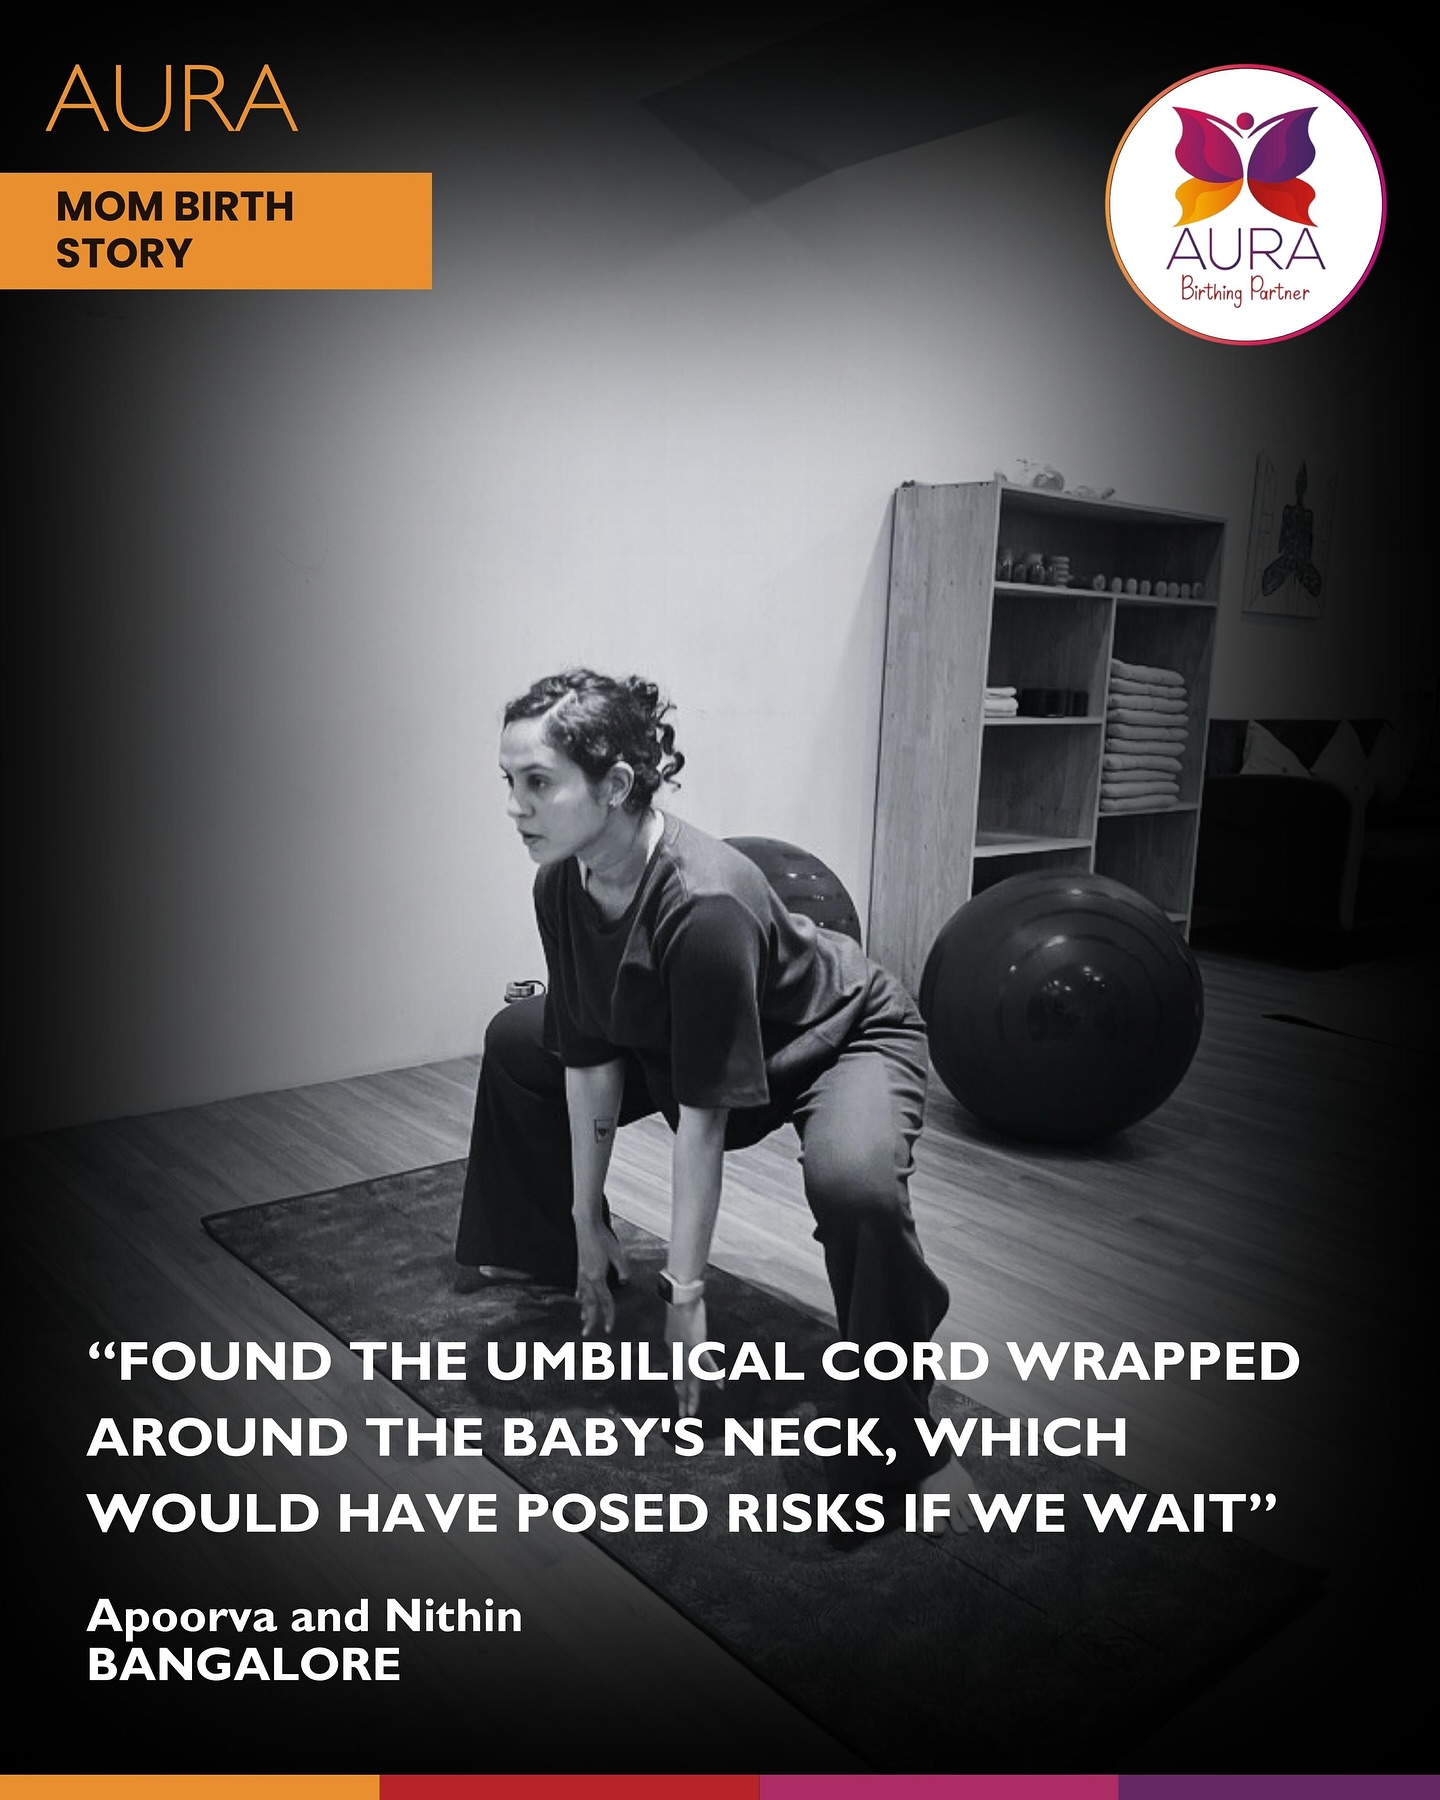 AURA
MOM BIRTH
STORY
AURA
Birthing Partner
“FOUND THE UMBILICAL CORD WRAPPED
AROUND THE BABY'S NECK, WHICH
WOULD HAVE POSED RISKS IF WE WAIT”
Apoorva and Nithin
BANGALORE